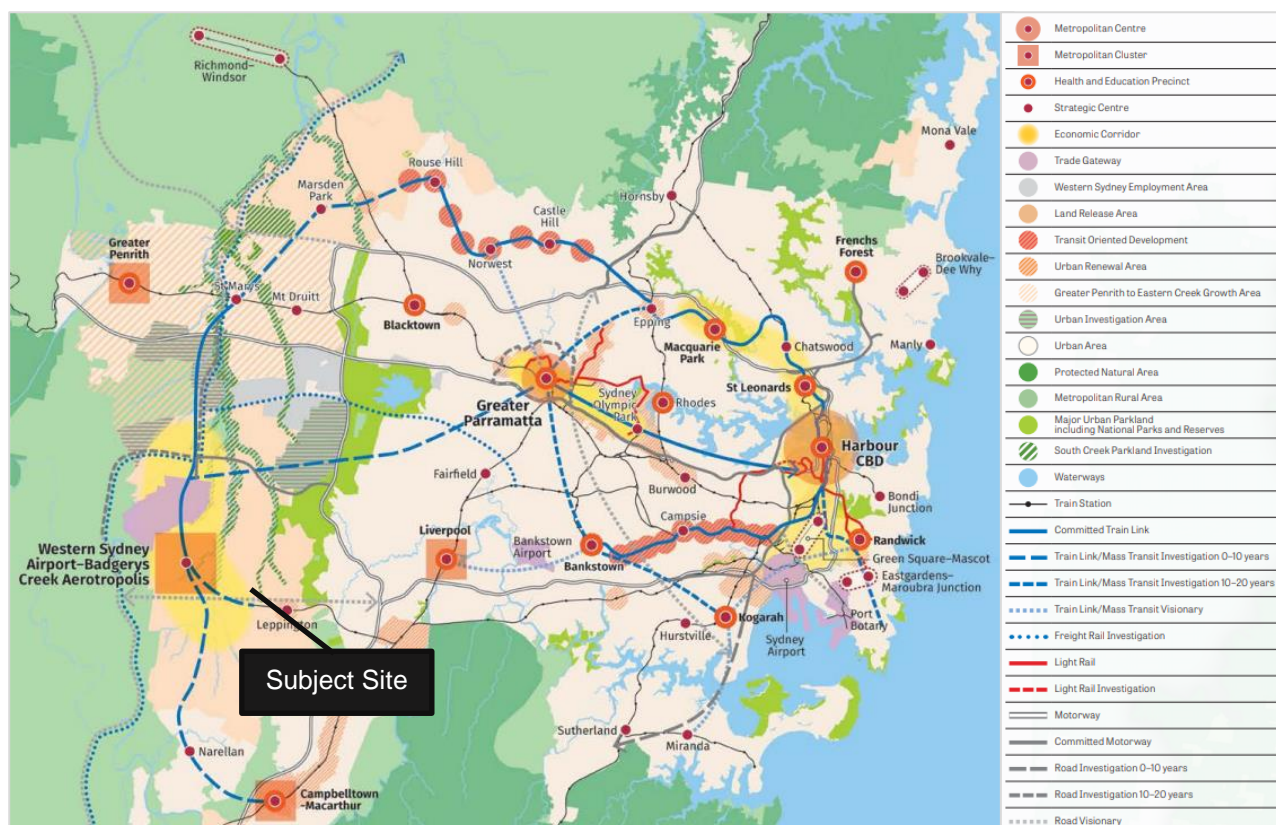 Richmond–
Windsor
Mona Vale
Rouse Hill
Marsden
Park
Hornsby
Castle
Hill
Greater
Penrith
Norwest
Frenchs
Forest
Brookvale–
Dee Why
St Marys
Mt Druitt
Blacktown
Epping
Macquarie
Park
Chatswood
Manly
St Leonards
Greater
Parramatta
Sydney
Olympic
Park
Rhodes
Harbour
CBD
Fairfield
Burwood
Bondi
Junction
Liverpool
Bankstown
Airport
Campsie
Bankstown
Randwick
Green Square–Mascot
Western Sydney
Airport–Badgerys
Creek Aerotropolis
Eastgardens–
Maroubra Junction
Leppington
Kogarah
Port
Botany
Hurstville
Sydney
Airport
Subject Site
Sutherland
Miranda
Narellan
Campbelltown
-Macarthur
Metropolitan Centre
Metropolitan Cluster
Health and Education Precinct
Strategic Centre
Economic Corridor
Trade Gateway
Western Sydney Employment Area
Land Release Area
Transit Oriented Development
Urban Renewal Area
Greater Penrith to Eastern Creek Growth Area
Urban Investigation Area
Urban Area
Protected Natural Area
Metropolitan Rural Area
Major Urban Parkland
including National Parks and Reserves
South Creek Parkland Investigation
Waterways
Train Station
Committed Train Link
Train Link/Mass Transit Investigation 0–10 years
Train Link/Mass Transit Investigation 10–20 years
Train Link/Mass Transit Visionary
Freight Rail Investigation
Light Rail
Light Rail Investigation
Motorway
Committed Motorway
Road Investigation 0–10 years
Road Investigation 10–20 years
Road Visionary